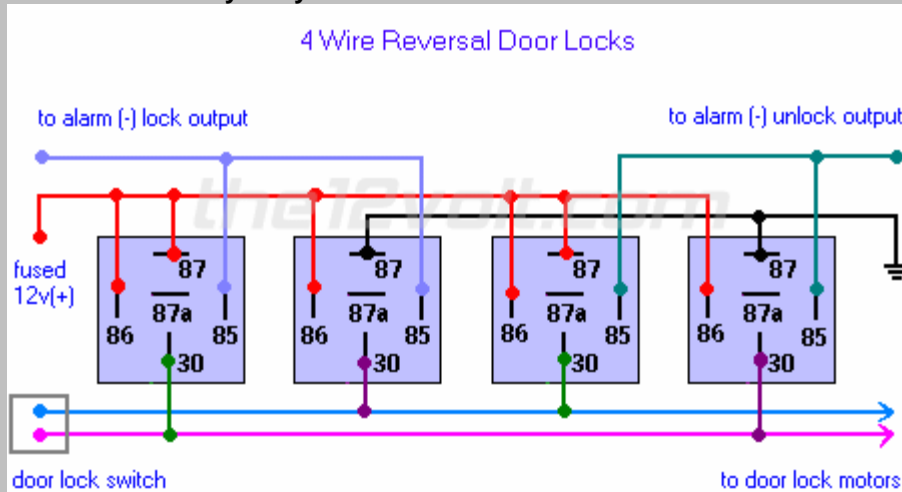 4 Wire Reversal Door Locks
to alarm (-) lock output
to alarm (-) unlock output
the12volt.com
fused
12v(+)
87 87 87 87
87a 87a 87a 87a
86 85 86 85 86 85 86 85
30 30 30 30
door lock switch
to door lock motors